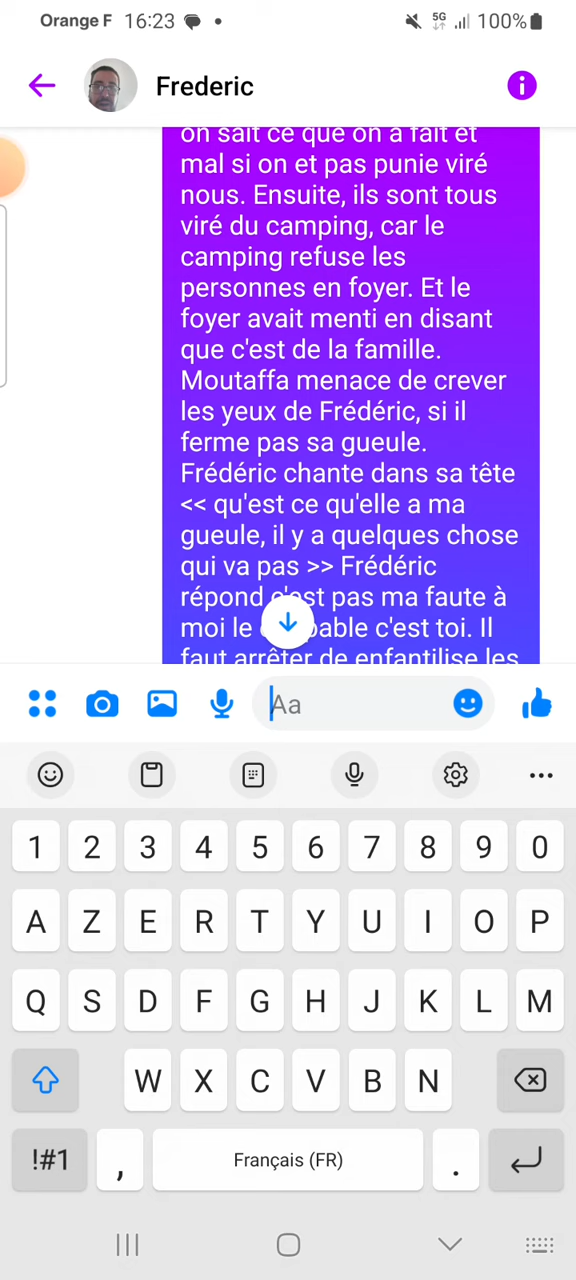 Orange F 16:23 5G 100%
Frederic
on sait ce que on a fait et
mal si on et pas punie viré
nous. Ensuite, ils sont tous
viré du camping, car le
camping refuse les
personnes en foyer. Et le
foyer avait menti en disant
que c'est de la famille.
Moutaffa menace de crever
les yeux de Frédéric, si il
ferme pas sa gueule.
Frédéric chante dans sa tête
<< qu'est ce qu'elle a ma
gueule, il y a quelques chose
qui va pas >> Frédéric
répond c'est pas ma faute à
moi le c'est toi. Il
faut arrêter de enfantilise les
Aa
1 2 3 4 5 6 7 8 9 0
A Z E R T Y U I O P
Q S D F G H J K L M
W X C V B N
!#1 , Français (FR) .